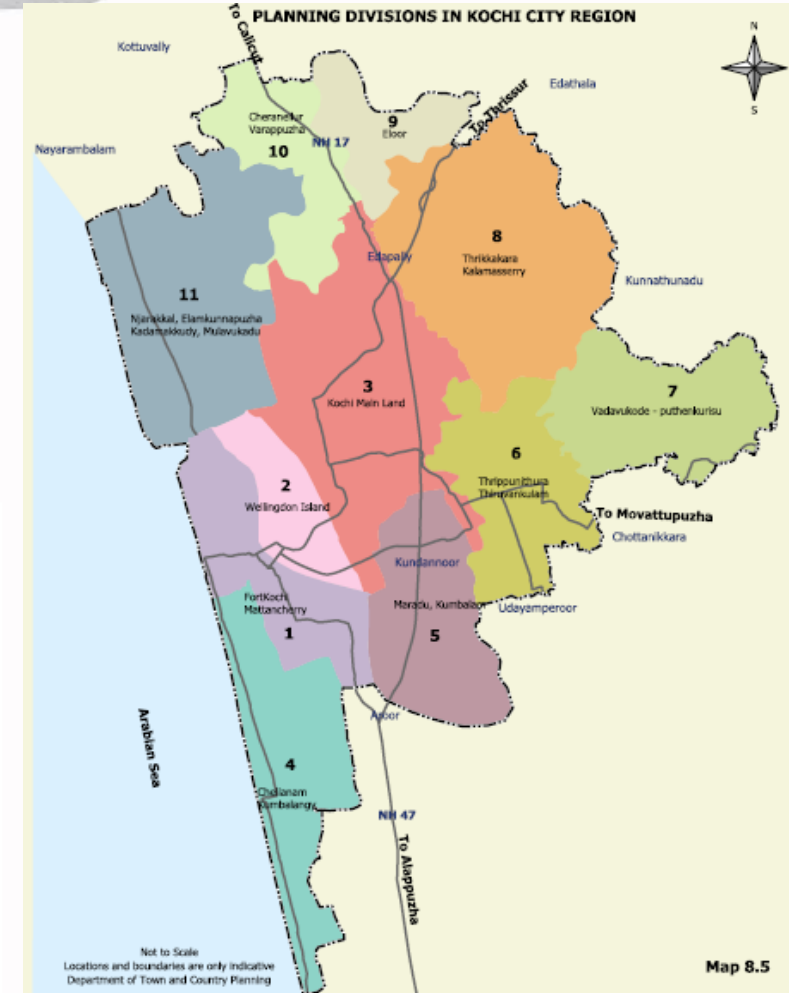 PLANNING DIVISIONS IN KOCHI CITY REGION
To Calicut
N
S
Kottuvally
Edathala
To Thrissur
9
Eloor
Cheranellur
Varappuzha
10
NH 17
Nayarambalam
8
Thrikkakara
Kalamasserry
Edapally
Kunnathunadu
11
Njarakkal, Elamkunnapuzha
Kadamakkudy, Mulavukadu
3
Kochi Main Land
7
Vadavukode - puthenkurisu
6
Thrippunithura
Thiruvankulam
2
Wellingdon Island
To Movattupuzha
Chottanikkara
Kundannoor
FortKochi
Mattancherry
1
Maradu, Kumbalam
5
Udayamperoor
Arabian Sea
Aroor
4
Chellanam
Kumbalangy
NH 47
To Alappuzha
Not to Scale
Locations and boundaries are only indicative
Department of Town and Country Planning
Map 8.5